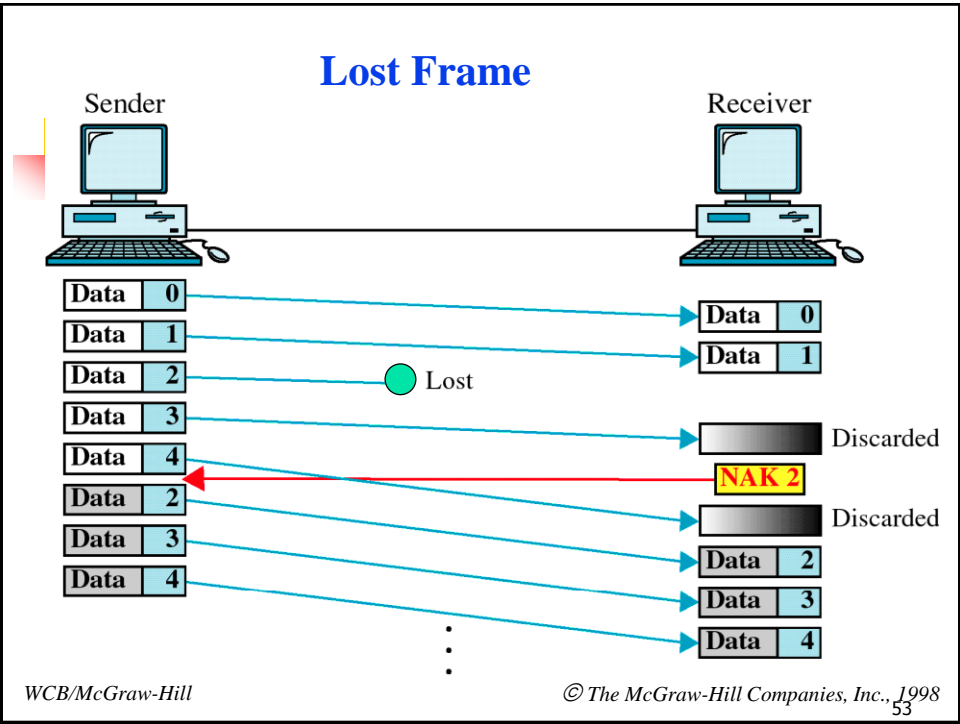 Lost Frame
Sender
Receiver
Data 0
Data 1
Data 2
Data 3
Data 4
Data 2
Data 3
Data 4
Lost
Data 0
Data 1
Discarded
NAK 2
Discarded
Data 2
Data 3
Data 4
WCB/McGraw-Hill
© The McGraw-Hill Companies, Inc., 1998
53